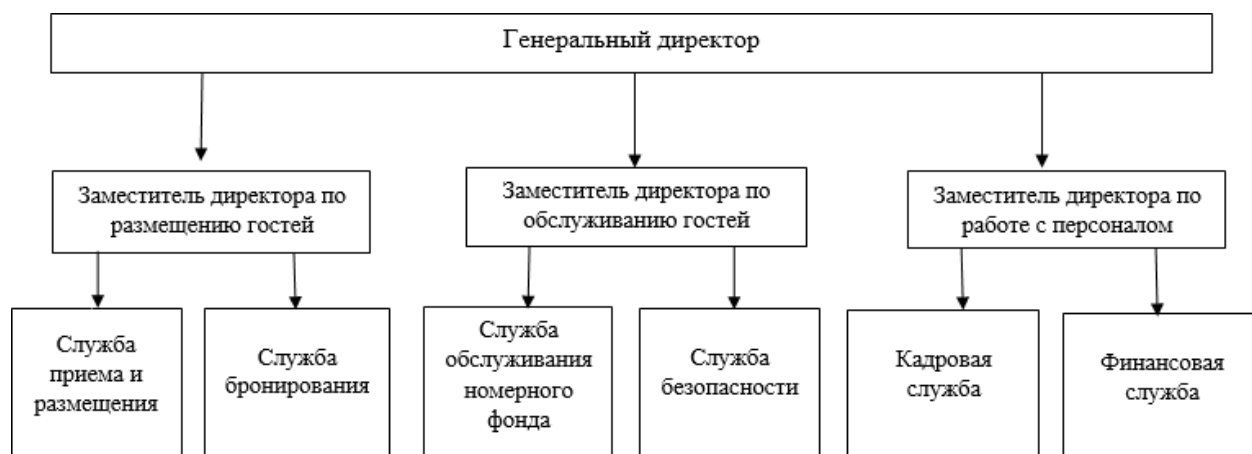 Генеральный директор
Заместитель директора по
размещению гостей
Заместитель директора по
обслуживанию гостей
Заместитель директора по
работе с персоналом
Служба
приема и
размещения
Служба
бронирования
Служба
обслуживания
номерного
фонда
Служба
безопасности
Кадровая
служба
Финансовая
служба